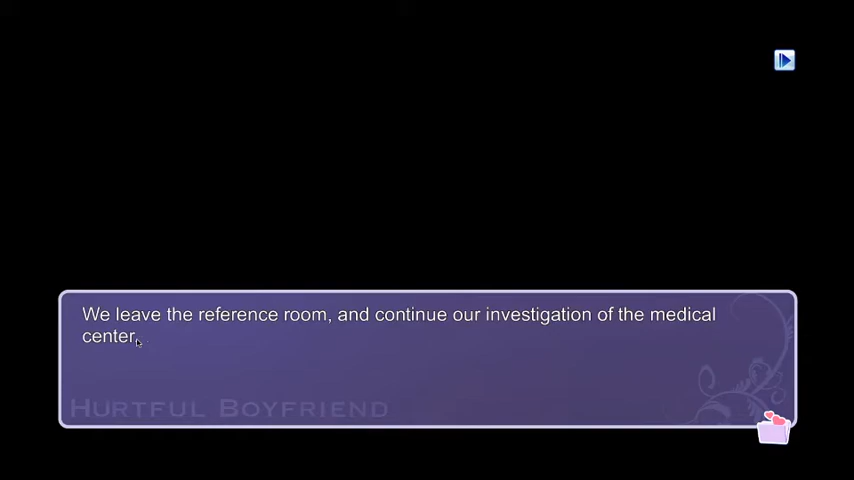 We leave the reference room, and continue our investigation of the medical
center.
HURTFUL BOYFRIEND